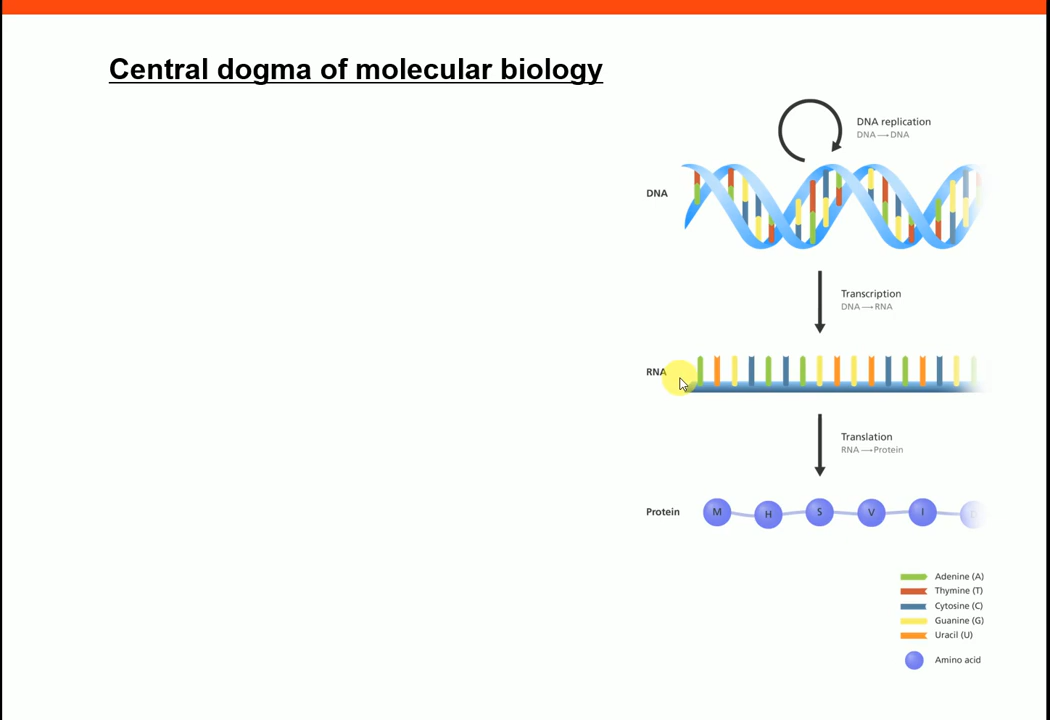 Central dogma of molecular biology
DNA replication
DNA → DNA
DNA
Transcription
DNA → RNA
RNA
Translation
RNA → Protein
Protein
M H S V I
Adenine (A)
Thymine (T)
Cytosine (C)
Guanine (G)
Uracil (U)
Amino acid